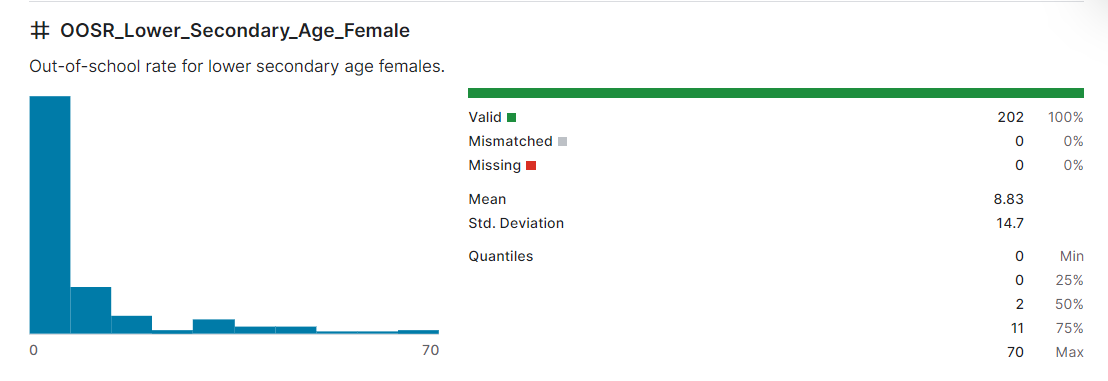 # OOSR_Lower_Secondary_Age_Female
Out-of-school rate for lower secondary age females.
0 70
Valid 202 100%
Mismatched 0 0%
Missing 0 0%
Mean 8.83
Std. Deviation 14.7
Quantiles 0 Min
0 25%
2 50%
11 75%
70 Max